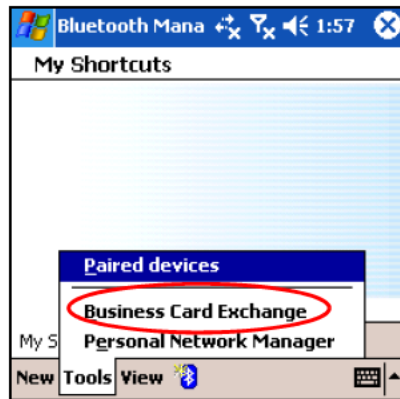 Bluetooth Mana 1:57
My Shortcuts
Paired devices
Business Card Exchange
My S
Personal Network Manager
New Tools View